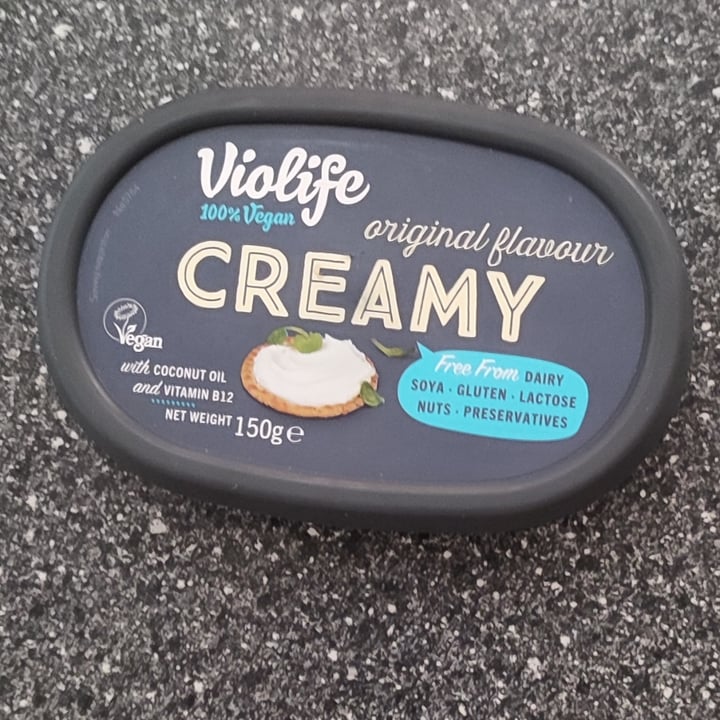 Violife
100% Vegan
original flavour
CREAMY
Vegan
with COCONUT OIL
and VITAMIN B12
NET WEIGHT 150g e
Free From DAIRY
SOYA · GLUTEN · LACTOSE
NUTS · PRESERVATIVES